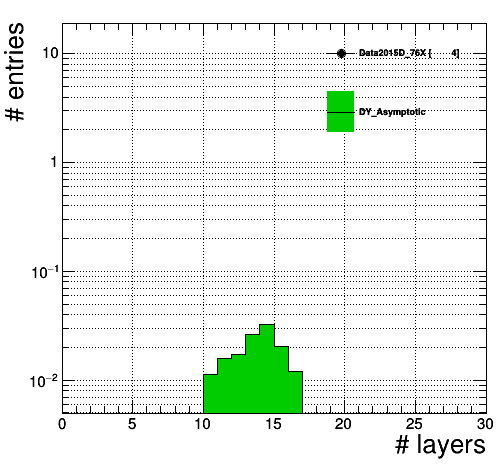 # entries
10
1
10⁻¹
10⁻²
Data2015D_76X [ 4]
DY_Asymptotic
0 5 10 15 20 25 30
# layers